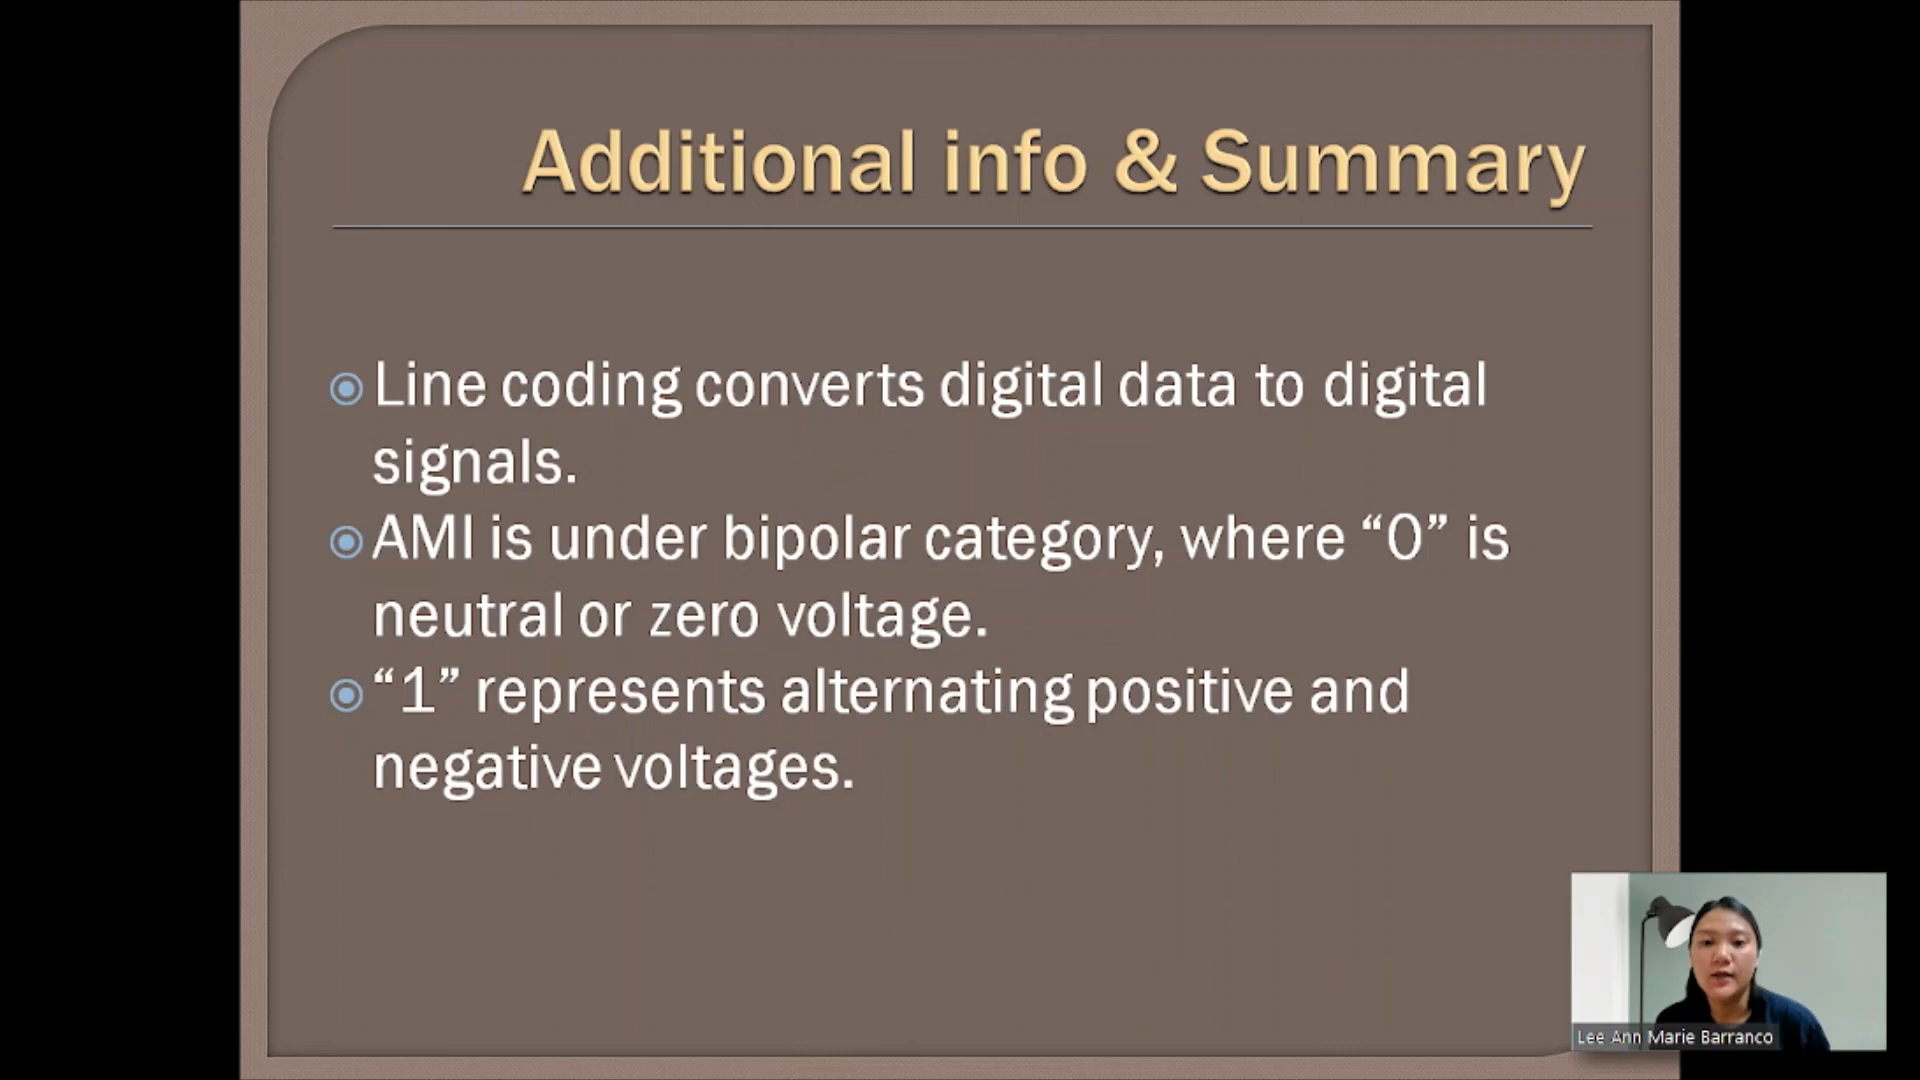 Additional info & Summary
Line coding converts digital data to digital
signals.
AMI is under bipolar category, where “0” is
neutral or zero voltage.
“1” represents alternating positive and
negative voltages.
Lee Ann Marie Barranco